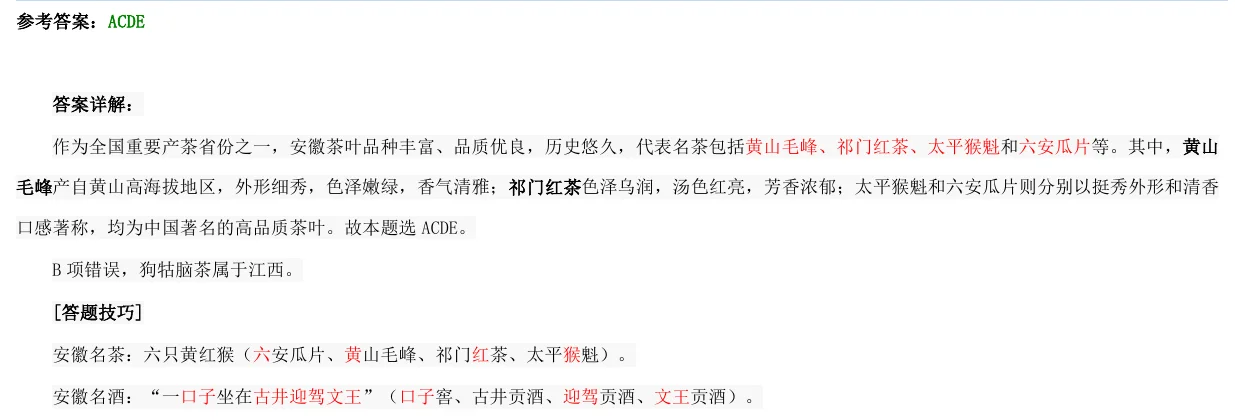 参考答案：ACDE
答案详解：
作为全国重要产茶省份之一，安徽茶叶品种丰富、品质优良，历史悠久，代表名茶包括黄山毛峰、祁门红茶、太平猴魁和六安瓜片等。其中，黄山
毛峰产自黄山高海拔地区，外形细秀，色泽嫩绿，香气清雅；祁门红茶色泽乌润，汤色红亮，芳香浓郁；太平猴魁和六安瓜片则分别以挺秀外形和清香
口感著称，均为中国著名的高品质茶叶。故本题选 ACDE。
B 项错误，狗牯脑茶属于江西。
[答题技巧]
安徽名茶：六只黄红猴（六安瓜片、黄山毛峰、祁门红茶、太平猴魁）。
安徽名酒：“一口子坐在古井迎驾文王”（口子窖、古井贡酒、迎驾贡酒、文王贡酒）。